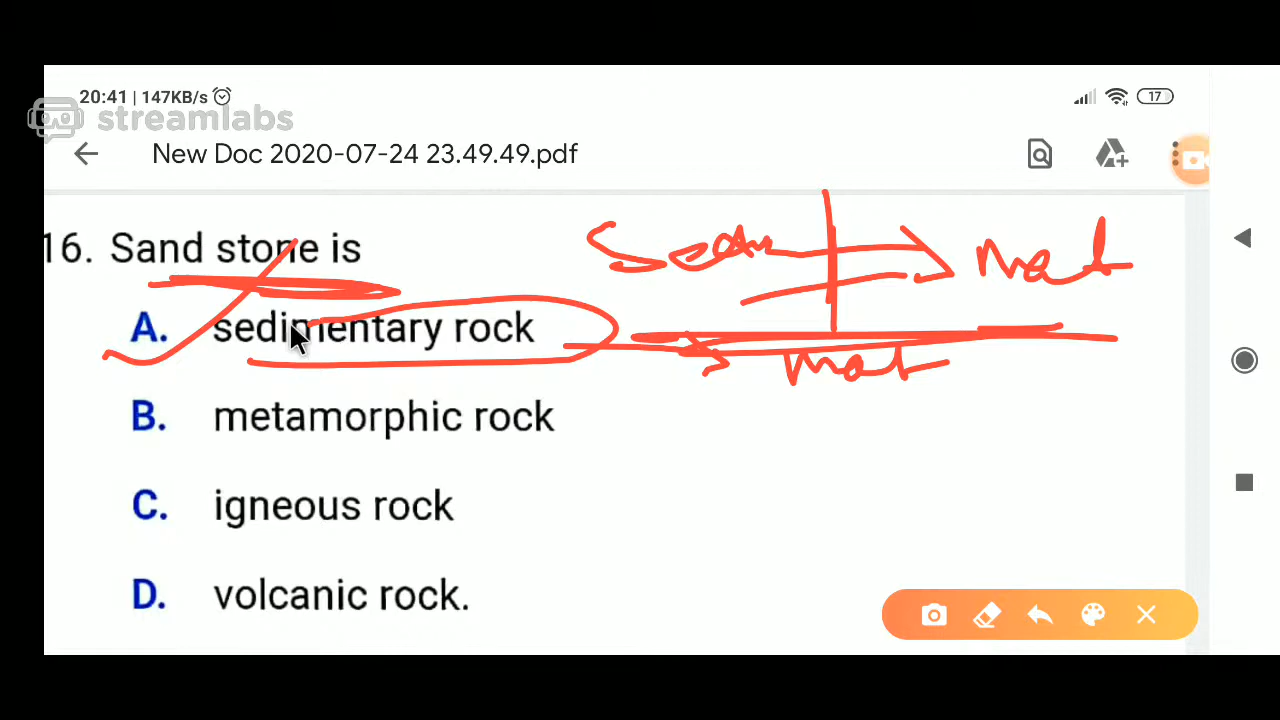 20:41 | 147KB/s
17
streamlabs
New Doc 2020-07-24 23.49.49.pdf
16. Sand stone is
A. sedimentary rock
B. metamorphic rock
C. igneous rock
D. volcanic rock.